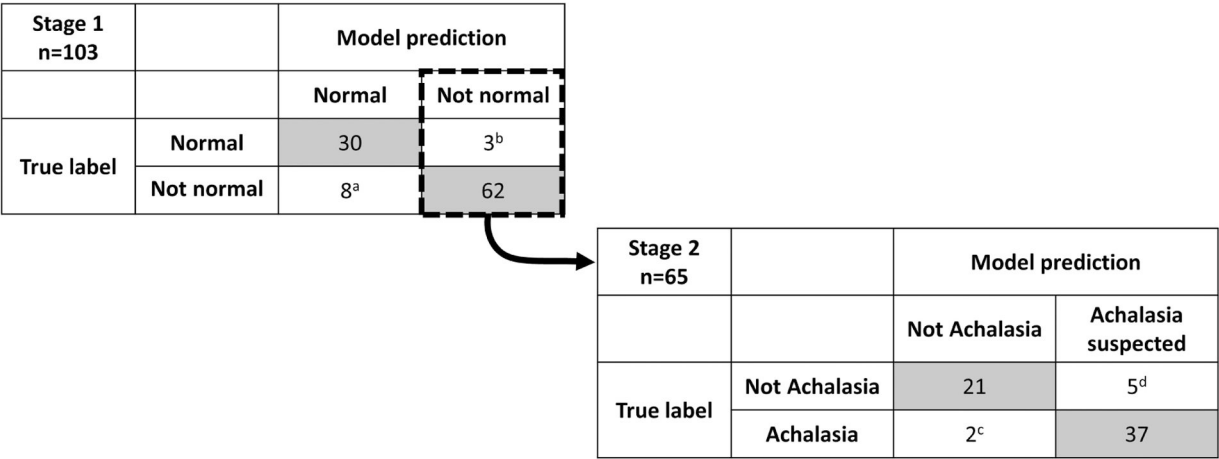 Stage 1
n=103
Model prediction
Normal Not normal
True label
Normal 30 3ᵇ
Not normal 8ᵃ 62
Stage 2
n=65
Model prediction
Not Achalasia Achalasia
suspected
True label
Not Achalasia 21 5ᵈ
Achalasia 2ᶜ 37